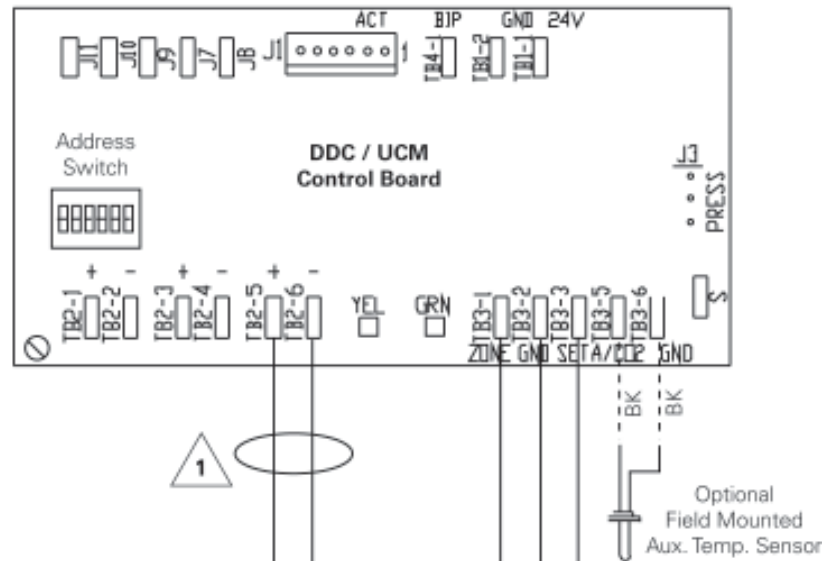 ACT BIP GND 24V
J11 J10 J9 J7 J8 J1 1 TB4-1 TB1-2 TB1-1
Address
Switch
DDC / UCM
Control Board
J3
PRESS
+ - + - + -
TB2-1 TB2-2 TB2-3 TB2-4 TB2-5 TB2-6 YEL GRN TB3-1 TB3-2 TB3-3 TB3-5 TB3-6 S
ZONE GND SET A/CO2 GND
BK BK
1
Optional
Field Mounted
Aux. Temp. Sensor